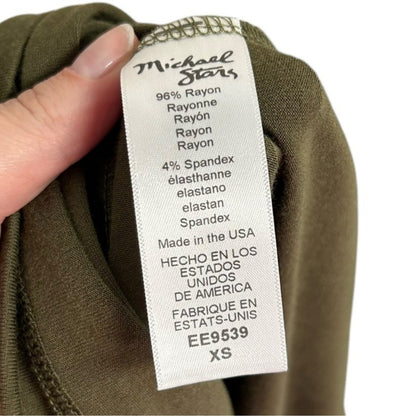 Michael
Stars
96% Rayon
Rayonne
Rayón
Rayon
Rayon
4% Spandex
élasthanne
elastano
elastan
Spandex
Made in the USA
HECHO EN LOS
ESTADOS
UNIDOS
DE AMERICA
FABRIQUE EN
ESTATS-UNIS
EE9539
XS